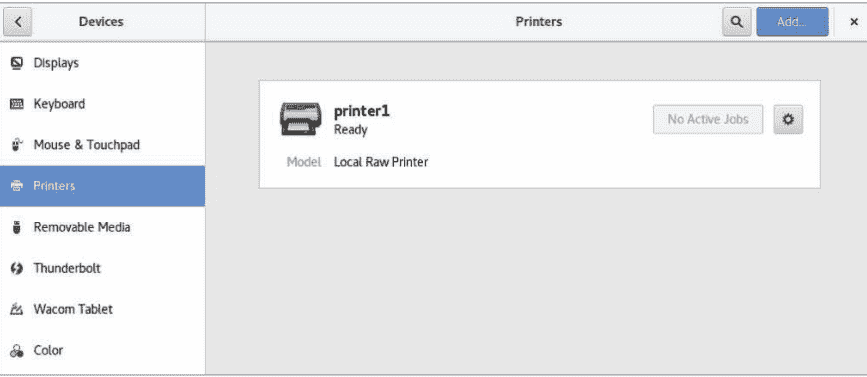 Devices
Printers
Add...
Displays
Keyboard
Mouse & Touchpad
Printers
Removable Media
Thunderbolt
Wacom Tablet
Color
printer1
Ready
No Active Jobs
Model Local Raw Printer